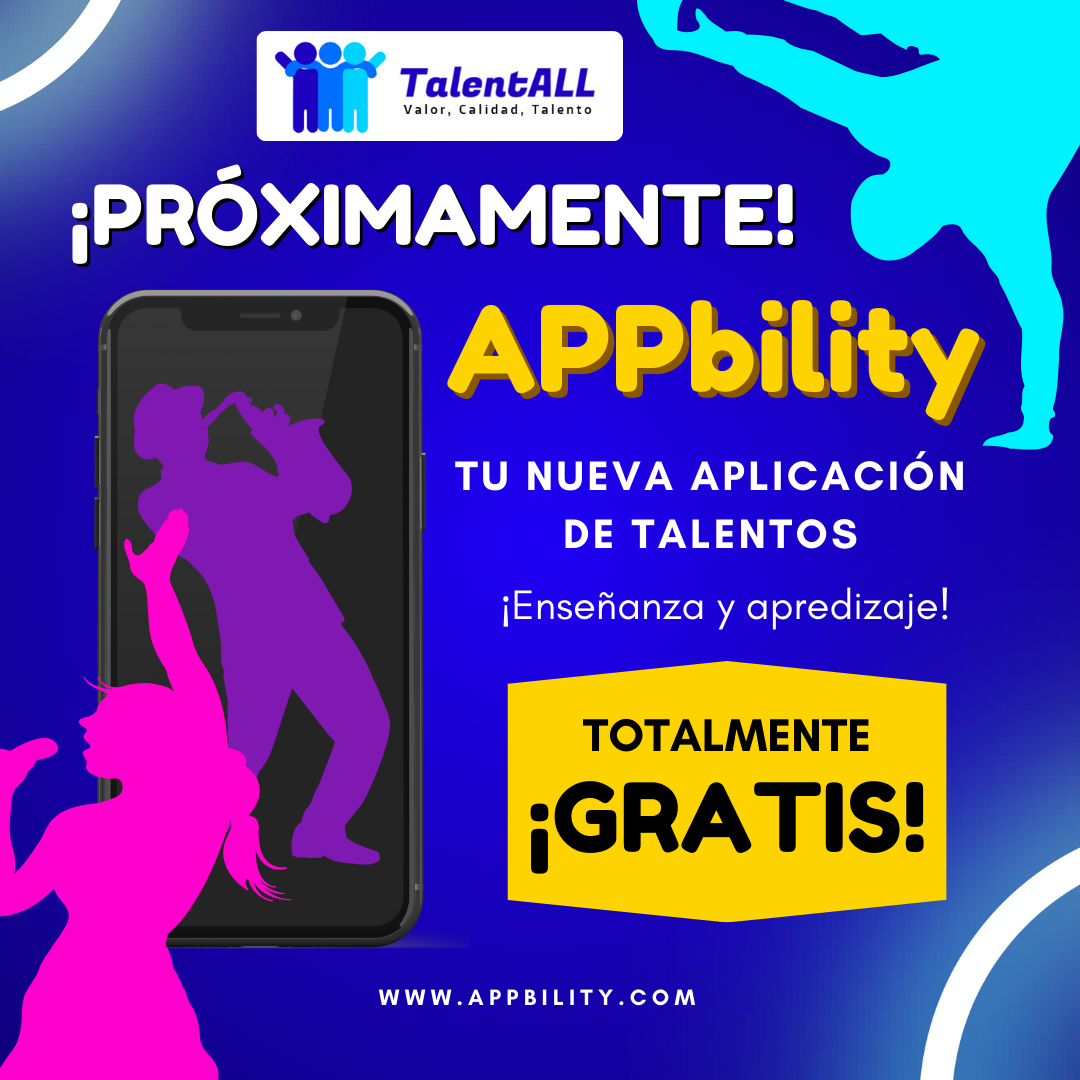 TalentALL
Valor, Calidad, Talento
¡PRÓXIMAMENTE!
APPbility
TU NUEVA APLICACIÓN
DE TALENTOS
¡Enseñanza y apredizaje!
TOTALMENTE
¡GRATIS!
WWW.APPBILITY.COM